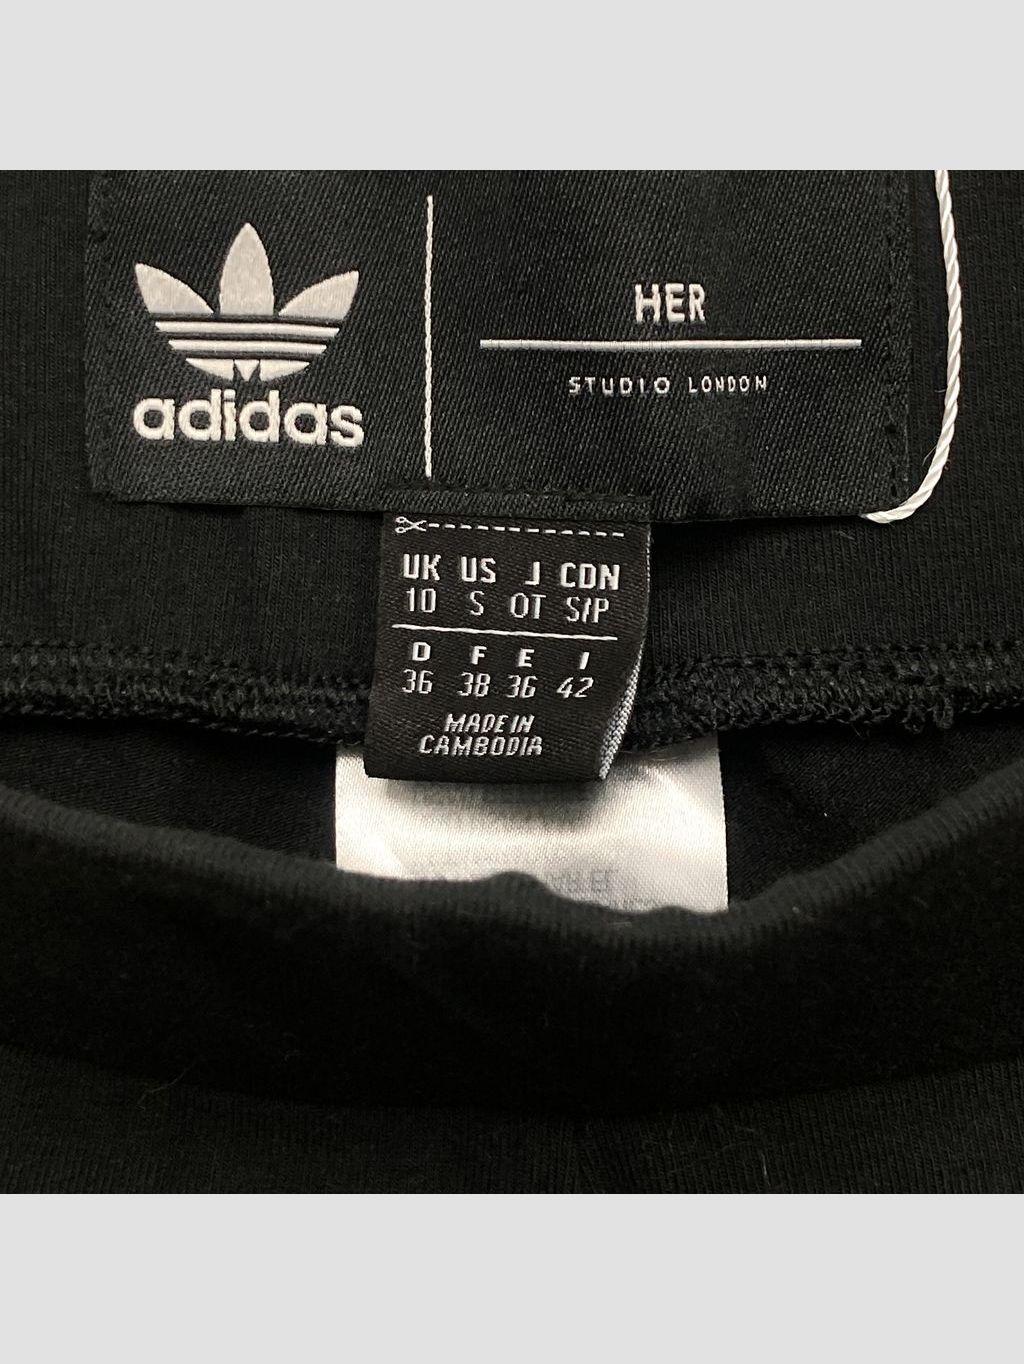 adidas
HER
STUDIO LONDON
UK US J CDN
10 S OT S/P
D F E I
36 38 36 42
MADE IN
CAMBODIA